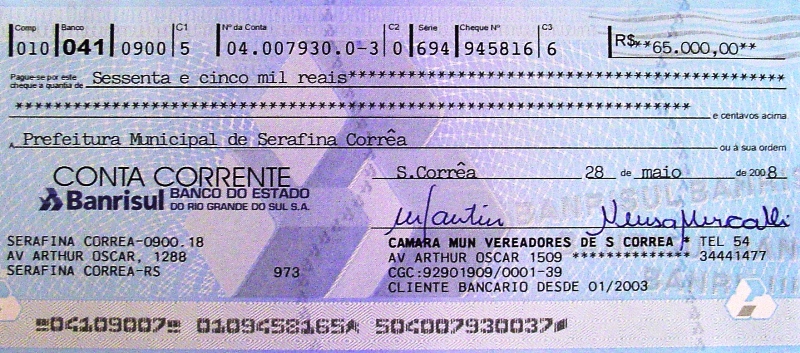 Comp Banco C1 Nº da Conta C2 Série Cheque Nº C3
010 041 0900 5 04.007930.0-3 0 694 945816 6 R$**65.000,00**
Pague-se por este
cheque a quantia de Sessenta e cinco mil reais************************************************
************************************************************************ e centavos acima
A Prefeitura Municipal de Serafina Corrêa ou à sua ordem
S.Corrêa 28 de maio de 2008
CONTA CORRENTE
Banrisul BANCO DO ESTADO
DO RIO GRANDE DO SUL S.A.
SERAFINA CORREA-0900.18
AV ARTHUR OSCAR, 1288
SERAFINA CORREA-RS 973
CAMARA MUN VEREADORES DE S CORREA * TEL 54
AV ARTHUR OSCAR 1509 ************** 34441477
CGC:92901909/0001-39
CLIENTE BANCARIO DESDE 01/2003
04109007 0109458165 504007930037